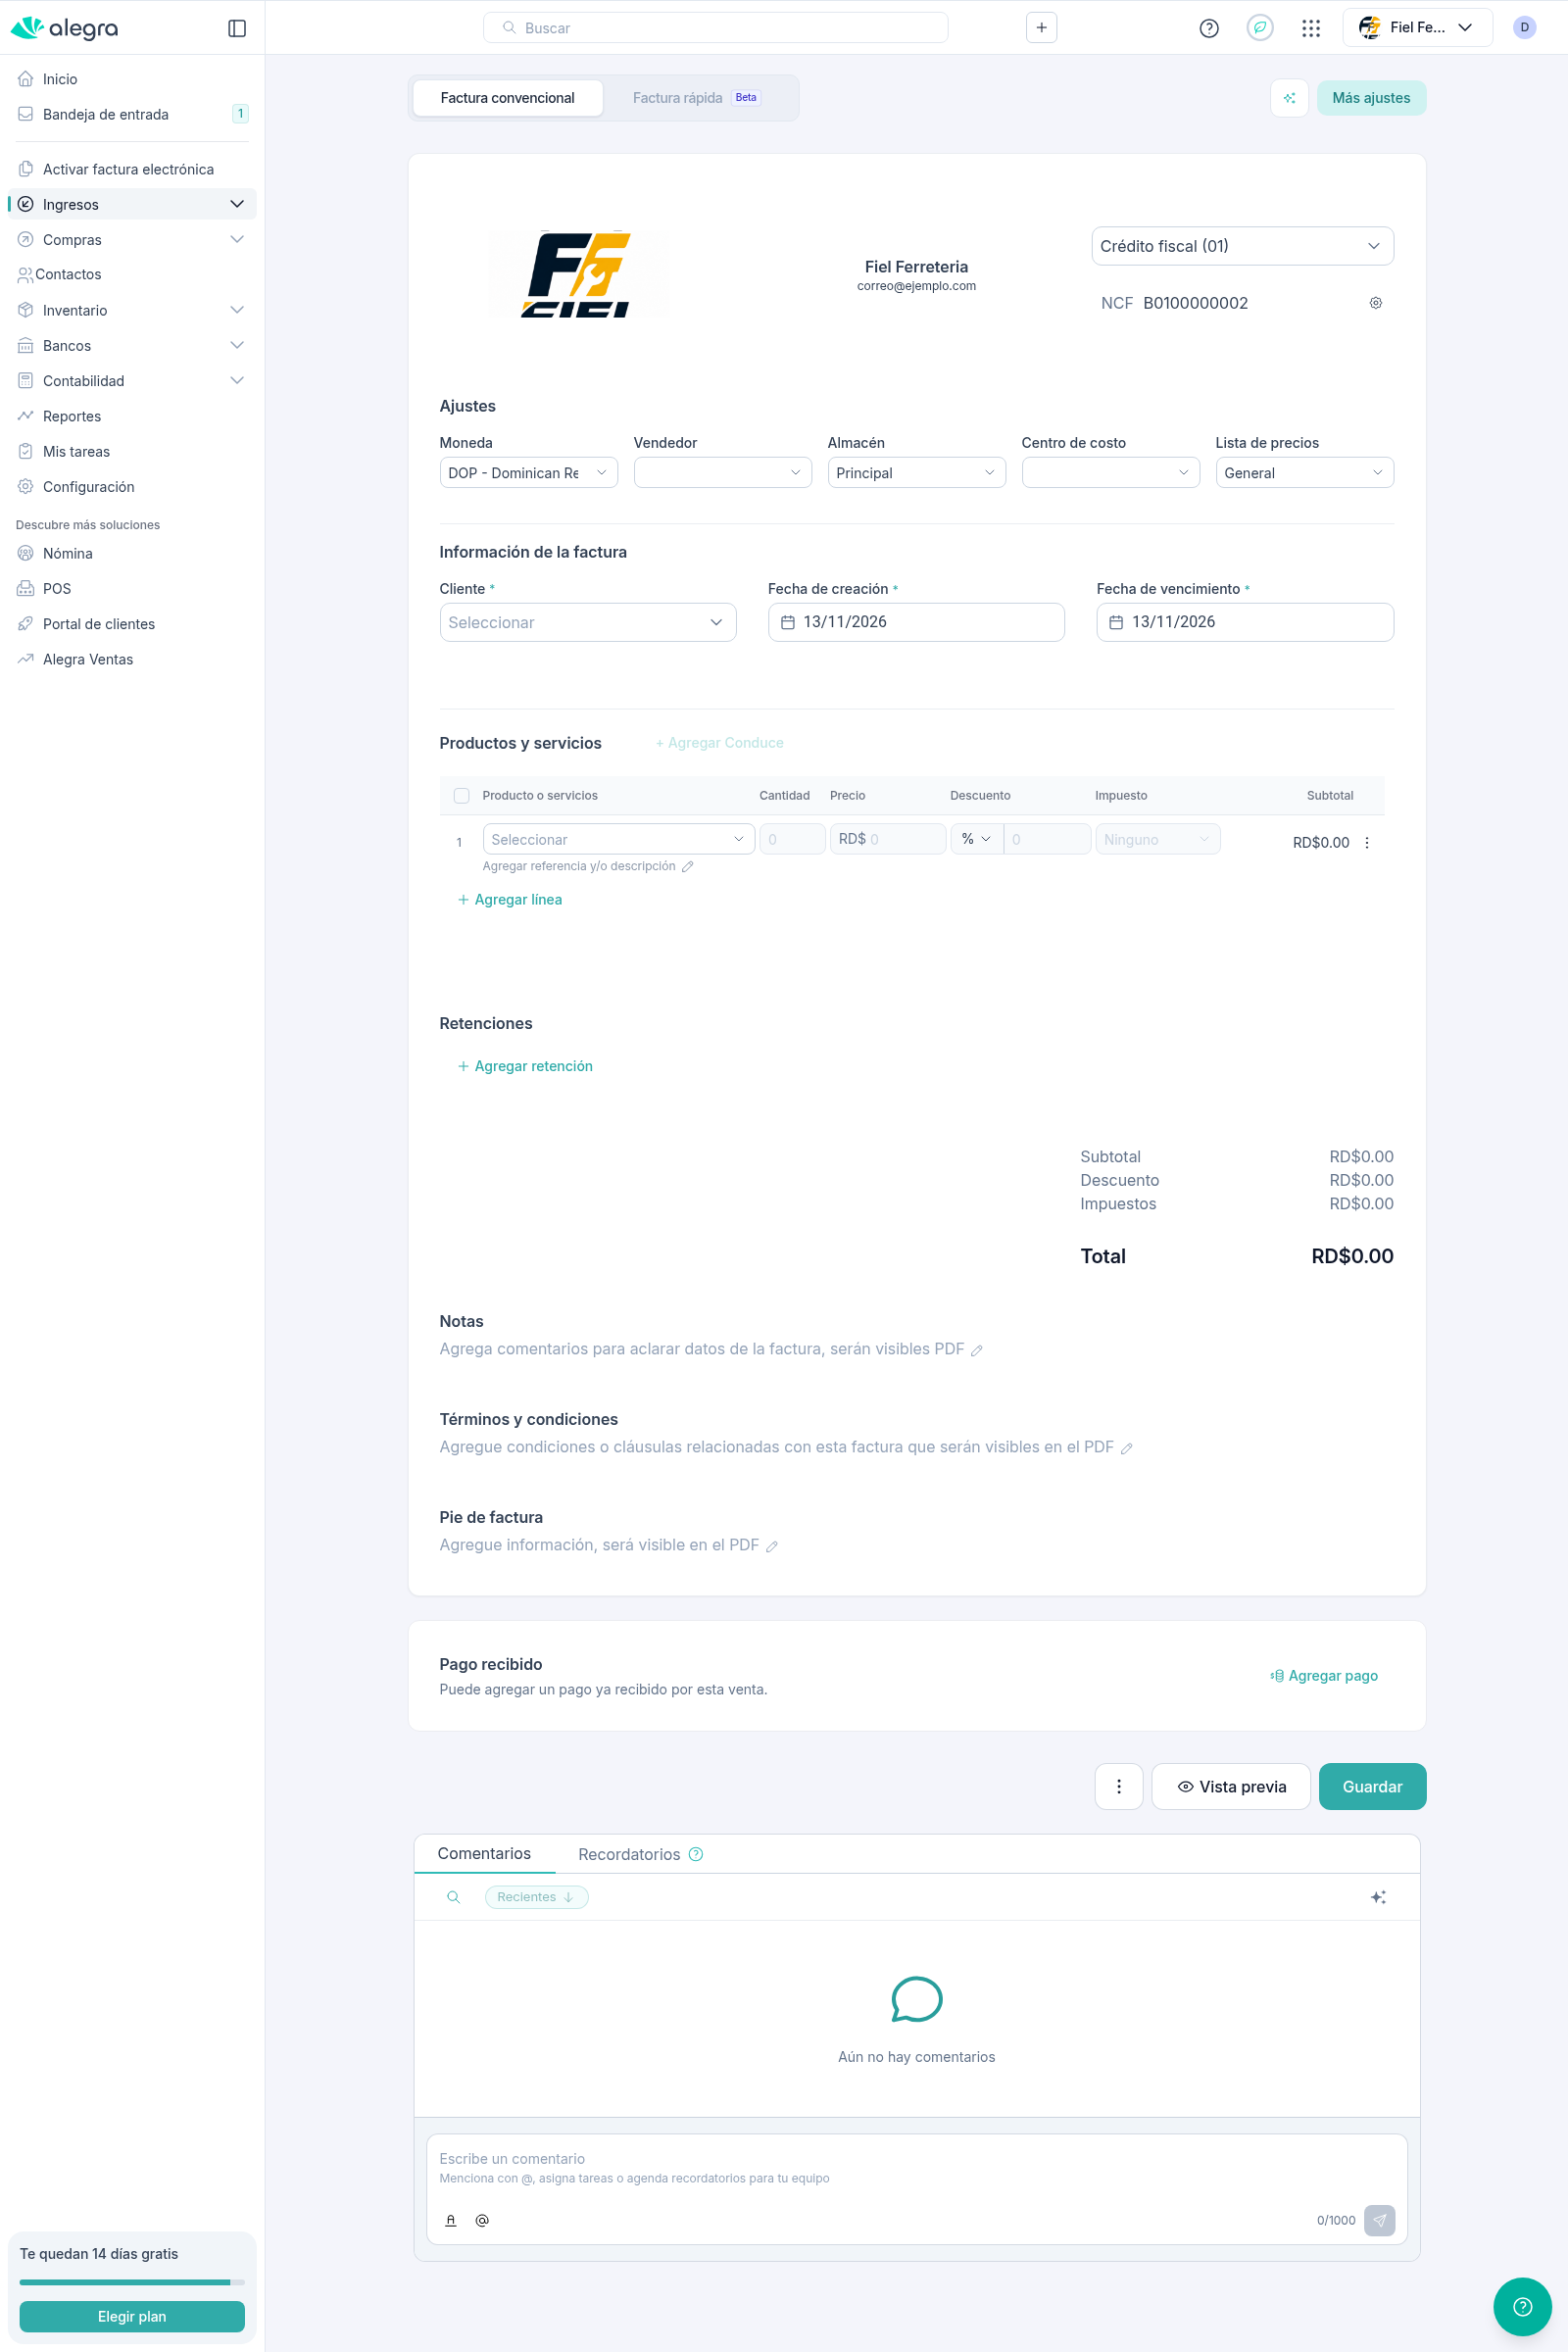 alegra
Buscar
Fiel Fe...
D
Inicio
Bandeja de entrada 1
Activar factura electrónica
Ingresos
Compras
Contactos
Inventario
Bancos
Contabilidad
Reportes
Mis tareas
Configuración
Descubre más soluciones
Nómina
POS
Portal de clientes
Alegra Ventas
Te quedan 14 días gratis
Elegir plan
Factura convencional
Factura rápida Beta
Más ajustes
FF
Fiel Ferreteria
correo@ejemplo.com
Crédito fiscal (01)
NCF B0100000002
Ajustes
Moneda Vendedor Almacén Centro de costo Lista de precios
DOP - Dominican Re Principal General
Información de la factura
Cliente * Fecha de creación * Fecha de vencimiento *
Seleccionar 13/11/2026 13/11/2026
Productos y servicios + Agregar Conduce
Producto o servicios Cantidad Precio Descuento Impuesto Subtotal
1 Seleccionar 0 RD$ 0 % 0 Ninguno RD$0.00
Agregar referencia y/o descripción
+ Agregar línea
Retenciones
+ Agregar retención
Subtotal RD$0.00
Descuento RD$0.00
Impuestos RD$0.00
Total RD$0.00
Notas
Agrega comentarios para aclarar datos de la factura, serán visibles PDF
Términos y condiciones
Agregue condiciones o cláusulas relacionadas con esta factura que serán visibles en el PDF
Pie de factura
Agregue información, será visible en el PDF
Pago recibido
Puede agregar un pago ya recibido por esta venta.
Agregar pago
Vista previa
Guardar
Comentarios Recordatorios
Recientes
Aún no hay comentarios
Escribe un comentario
Menciona con @, asigna tareas o agenda recordatorios para tu equipo
0/1000